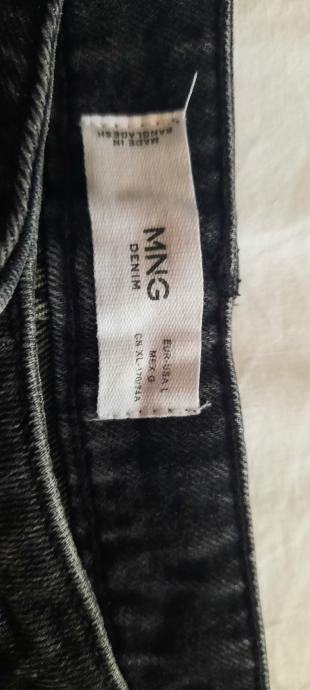 MADE IN
BANGLADESH
MNG
DENIM
EUR-USA L
MEX G
CN XL-170/74A